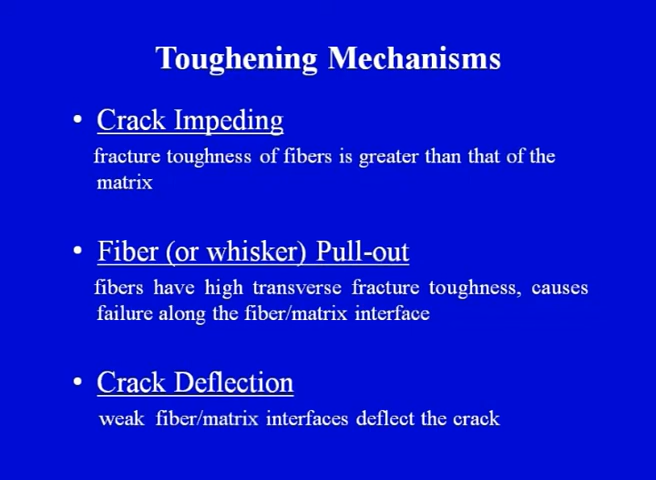 Toughening Mechanisms
• Crack Impeding
fracture toughness of fibers is greater than that of the
matrix
• Fiber (or whisker) Pull-out
fibers have high transverse fracture toughness, causes
failure along the fiber/matrix interface
• Crack Deflection
weak fiber/matrix interfaces deflect the crack